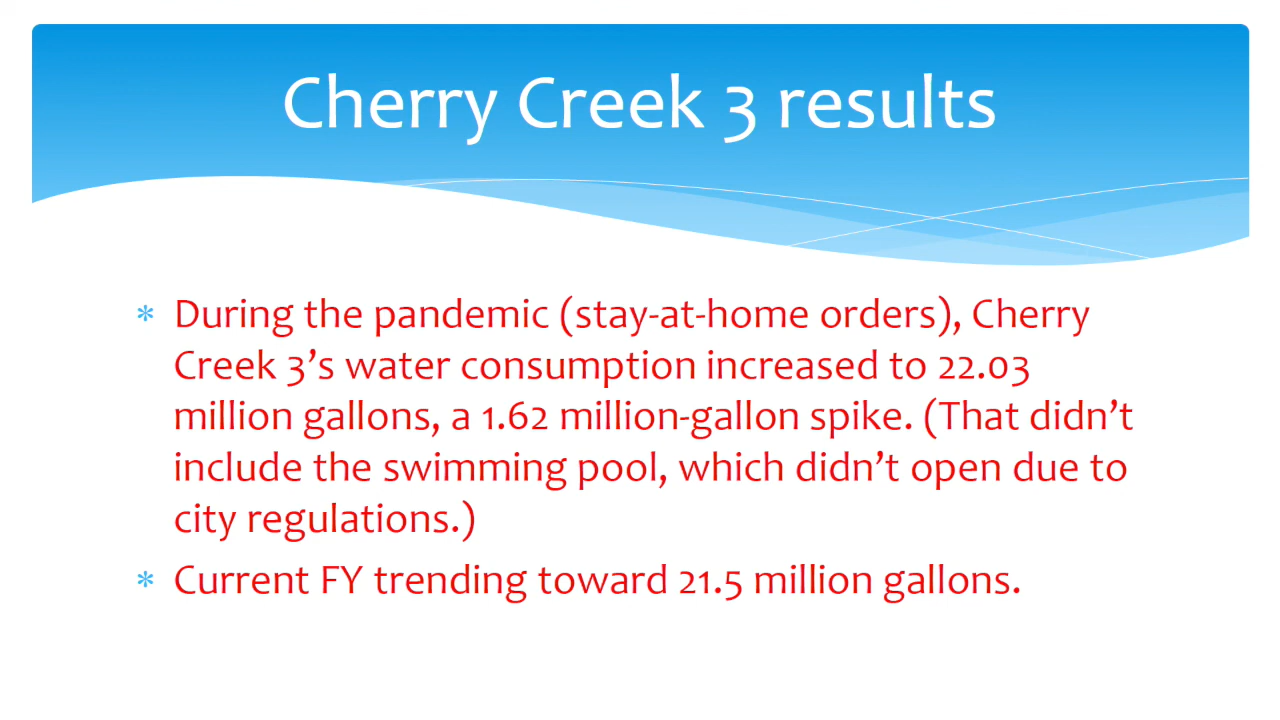 Cherry Creek 3 results
* During the pandemic (stay-at-home orders), Cherry
Creek 3’s water consumption increased to 22.03
million gallons, a 1.62 million-gallon spike. (That didn’t
include the swimming pool, which didn’t open due to
city regulations.)
* Current FY trending toward 21.5 million gallons.